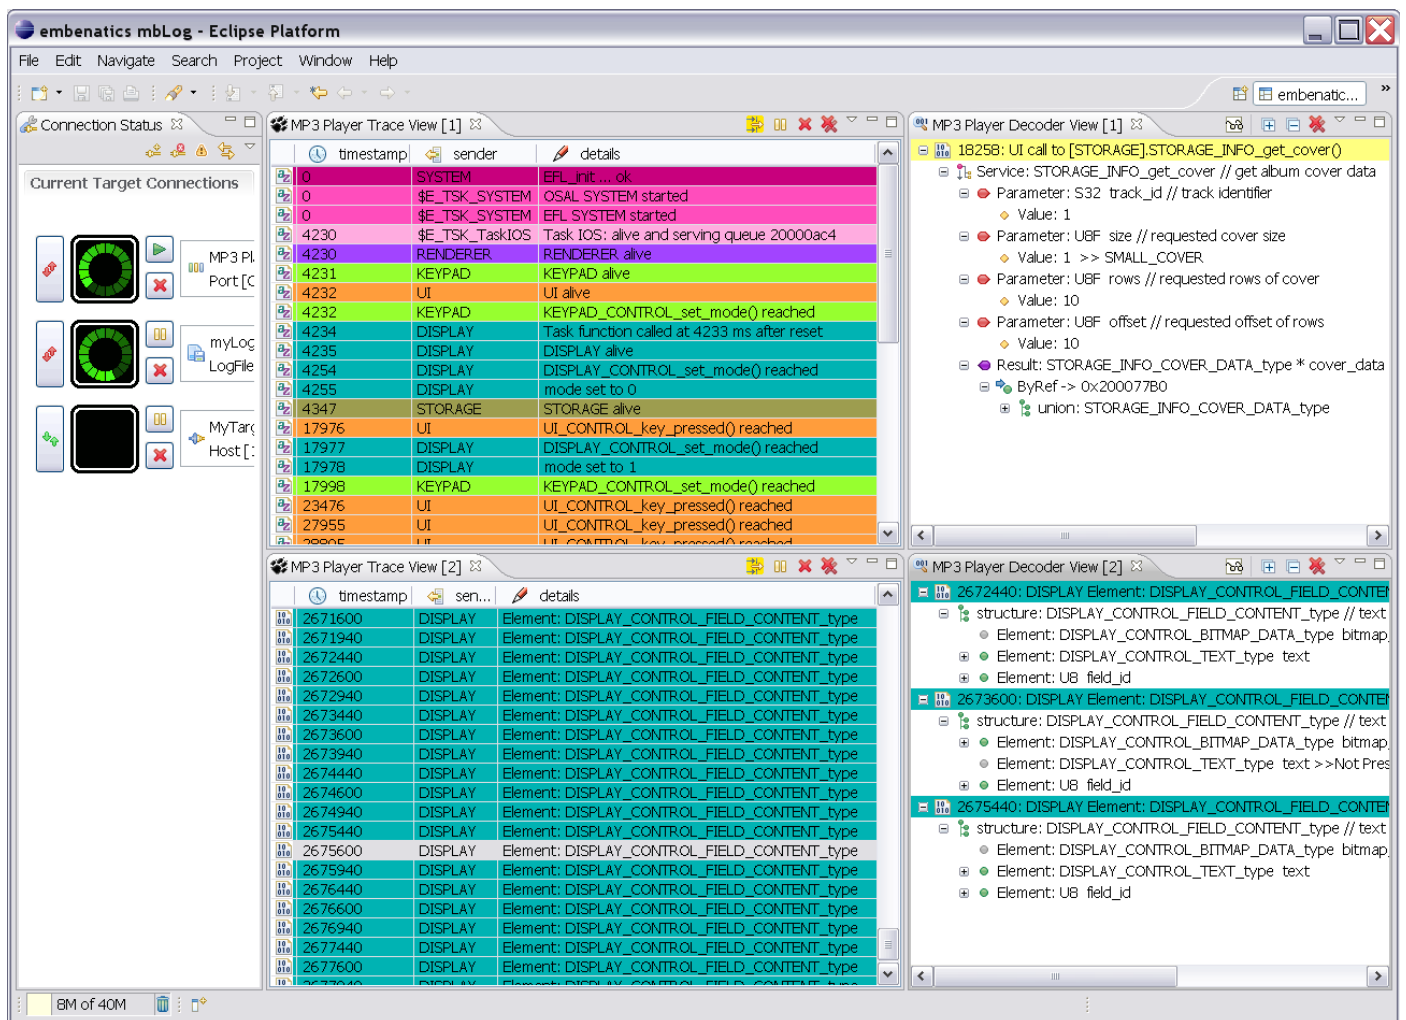 embenatics mbLog - Eclipse Platform
File Edit Navigate Search Project Window Help
embenatic...
Connection Status
Current Target Connections
MP3 Pl
Port [C
myLog
LogFile
MyTarg
Host [
MP3 Player Trace View [1]
timestamp sender details
0 SYSTEM EFL_init ... ok
0 $E_TSK_SYSTEM OSAL SYSTEM started
0 $E_TSK_SYSTEM EFL SYSTEM started
4230 $E_TSK_TaskIOS Task IOS: alive and serving queue 20000ac4
4230 RENDERER RENDERER alive
4231 KEYPAD KEYPAD alive
4232 UI UI alive
4232 KEYPAD KEYPAD_CONTROL_set_mode() reached
4234 DISPLAY Task function called at 4233 ms after reset
4235 DISPLAY DISPLAY alive
4254 DISPLAY DISPLAY_CONTROL_set_mode() reached
4255 DISPLAY mode set to 0
4347 STORAGE STORAGE alive
17976 UI UI_CONTROL_key_pressed() reached
17977 DISPLAY DISPLAY_CONTROL_set_mode() reached
17978 DISPLAY mode set to 1
17998 KEYPAD KEYPAD_CONTROL_set_mode() reached
23476 UI UI_CONTROL_key_pressed() reached
27955 UI UI_CONTROL_key_pressed() reached
28895 UI UI_CONTROL_key_pressed() reached
MP3 Player Decoder View [1]
18258: UI call to [STORAGE].STORAGE_INFO_get_cover()
Service: STORAGE_INFO_get_cover // get album cover data
Parameter: S32 track_id // track identifier
Value: 1
Parameter: U8F size // requested cover size
Value: 1 >> SMALL_COVER
Parameter: U8F rows // requested rows of cover
Value: 10
Parameter: U8F offset // requested offset of rows
Value: 10
Result: STORAGE_INFO_COVER_DATA_type * cover_data
ByRef -> 0x200077B0
union: STORAGE_INFO_COVER_DATA_type
MP3 Player Trace View [2]
timestamp sen... details
2671600 DISPLAY Element: DISPLAY_CONTROL_FIELD_CONTENT_type
2671940 DISPLAY Element: DISPLAY_CONTROL_FIELD_CONTENT_type
2672440 DISPLAY Element: DISPLAY_CONTROL_FIELD_CONTENT_type
2672600 DISPLAY Element: DISPLAY_CONTROL_FIELD_CONTENT_type
2672940 DISPLAY Element: DISPLAY_CONTROL_FIELD_CONTENT_type
2673440 DISPLAY Element: DISPLAY_CONTROL_FIELD_CONTENT_type
2673600 DISPLAY Element: DISPLAY_CONTROL_FIELD_CONTENT_type
2673940 DISPLAY Element: DISPLAY_CONTROL_FIELD_CONTENT_type
2674440 DISPLAY Element: DISPLAY_CONTROL_FIELD_CONTENT_type
2674600 DISPLAY Element: DISPLAY_CONTROL_FIELD_CONTENT_type
2674940 DISPLAY Element: DISPLAY_CONTROL_FIELD_CONTENT_type
2675440 DISPLAY Element: DISPLAY_CONTROL_FIELD_CONTENT_type
2675600 DISPLAY Element: DISPLAY_CONTROL_FIELD_CONTENT_type
2675940 DISPLAY Element: DISPLAY_CONTROL_FIELD_CONTENT_type
2676440 DISPLAY Element: DISPLAY_CONTROL_FIELD_CONTENT_type
2676600 DISPLAY Element: DISPLAY_CONTROL_FIELD_CONTENT_type
2676940 DISPLAY Element: DISPLAY_CONTROL_FIELD_CONTENT_type
2677440 DISPLAY Element: DISPLAY_CONTROL_FIELD_CONTENT_type
2677600 DISPLAY Element: DISPLAY_CONTROL_FIELD_CONTENT_type
2677940 DISPLAY Element: DISPLAY_CONTROL_FIELD_CONTENT_type
MP3 Player Decoder View [2]
2672440: DISPLAY Element: DISPLAY_CONTROL_FIELD_CONTEN
structure: DISPLAY_CONTROL_FIELD_CONTENT_type // text
Element: DISPLAY_CONTROL_BITMAP_DATA_type bitmap_
Element: DISPLAY_CONTROL_TEXT_type text
Element: U8 field_id
2673600: DISPLAY Element: DISPLAY_CONTROL_FIELD_CONTEN
structure: DISPLAY_CONTROL_FIELD_CONTENT_type // text
Element: DISPLAY_CONTROL_BITMAP_DATA_type bitmap_
Element: DISPLAY_CONTROL_TEXT_type text >>Not Pres
Element: U8 field_id
2675440: DISPLAY Element: DISPLAY_CONTROL_FIELD_CONTEN
structure: DISPLAY_CONTROL_FIELD_CONTENT_type // text
Element: DISPLAY_CONTROL_BITMAP_DATA_type bitmap_
Element: DISPLAY_CONTROL_TEXT_type text
Element: U8 field_id
8M of 40M